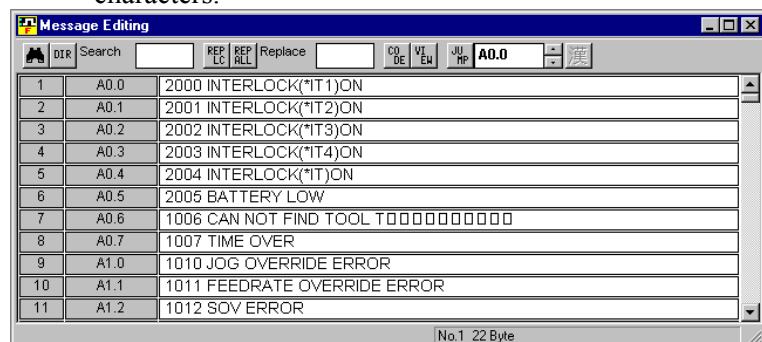 characters.
Message Editing
DIR Search REP LC REP ALL Replace CO DE VI EW JU MP A0.0 漢
1 A0.0 2000 INTERLOCK(*IT1)ON
2 A0.1 2001 INTERLOCK(*IT2)ON
3 A0.2 2002 INTERLOCK(*IT3)ON
4 A0.3 2003 INTERLOCK(*IT4)ON
5 A0.4 2004 INTERLOCK(*IT)ON
6 A0.5 2005 BATTERY LOW
7 A0.6 1006 CAN NOT FIND TOOL T□□□□□□□□□□□
8 A0.7 1007 TIME OVER
9 A1.0 1010 JOG OVERRIDE ERROR
10 A1.1 1011 FEEDRATE OVERRIDE ERROR
11 A1.2 1012 SOV ERROR
No.1 22 Byte